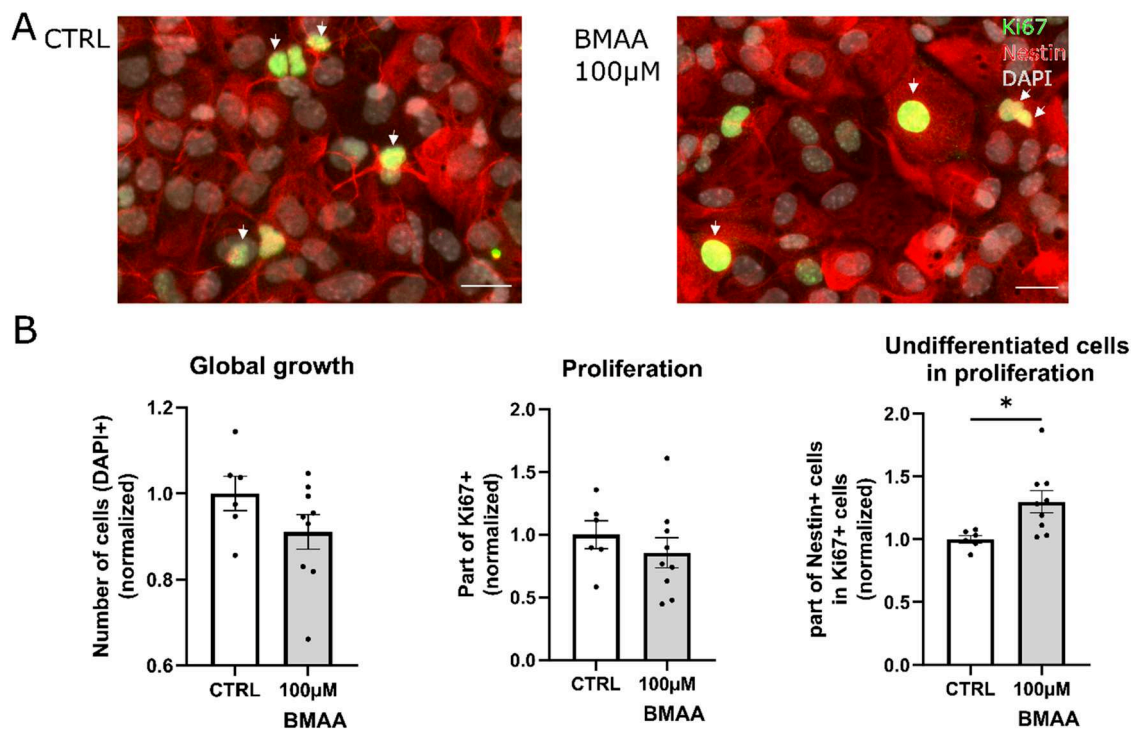 A
CTRL
BMAA
100µM
Ki67
Nestin
DAPI
B
Global growth
Number of cells (DAPI+)
(normalized)
1.2
1.0
0.8
0.6
CTRL
100µM
BMAA
Proliferation
Part of Ki67+
(normalized)
2.0
1.5
1.0
0.5
0.0
CTRL
100µM
BMAA
Undifferentiated cells
in proliferation
part of Nestin+ cells
in Ki67+ cells
(normalized)
2.0
1.5
1.0
0.5
0.0
*
CTRL
100µM
BMAA